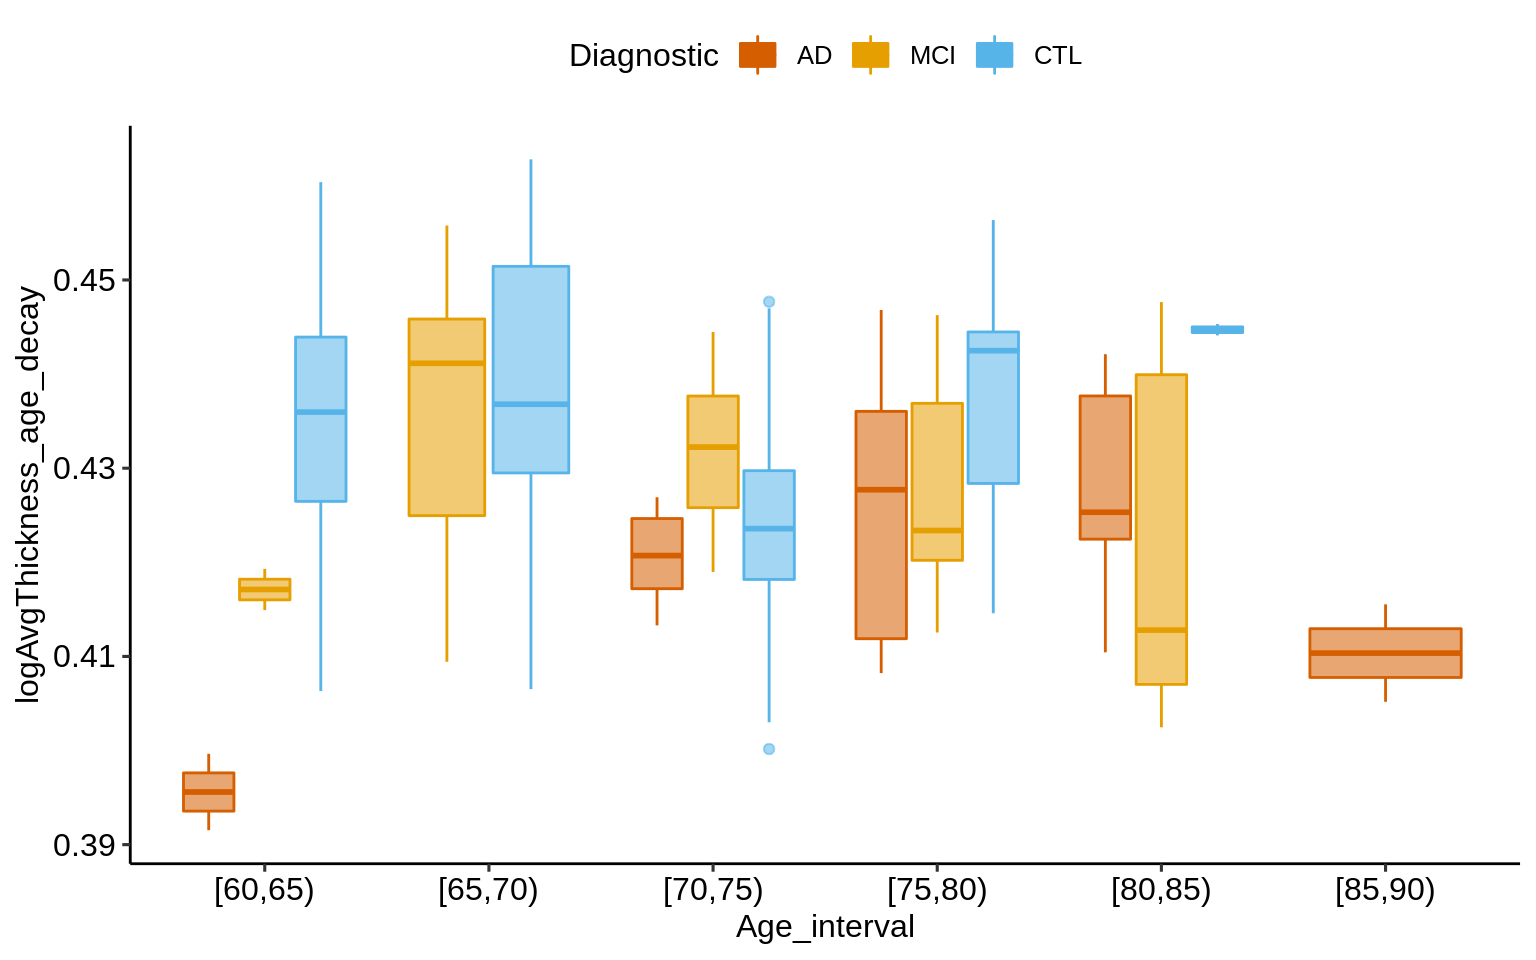 Diagnostic AD MCI CTL
logAvgThickness_age_decay
0.45
0.43
0.41
0.39
[60,65) [65,70) [70,75) [75,80) [80,85) [85,90)
Age_interval